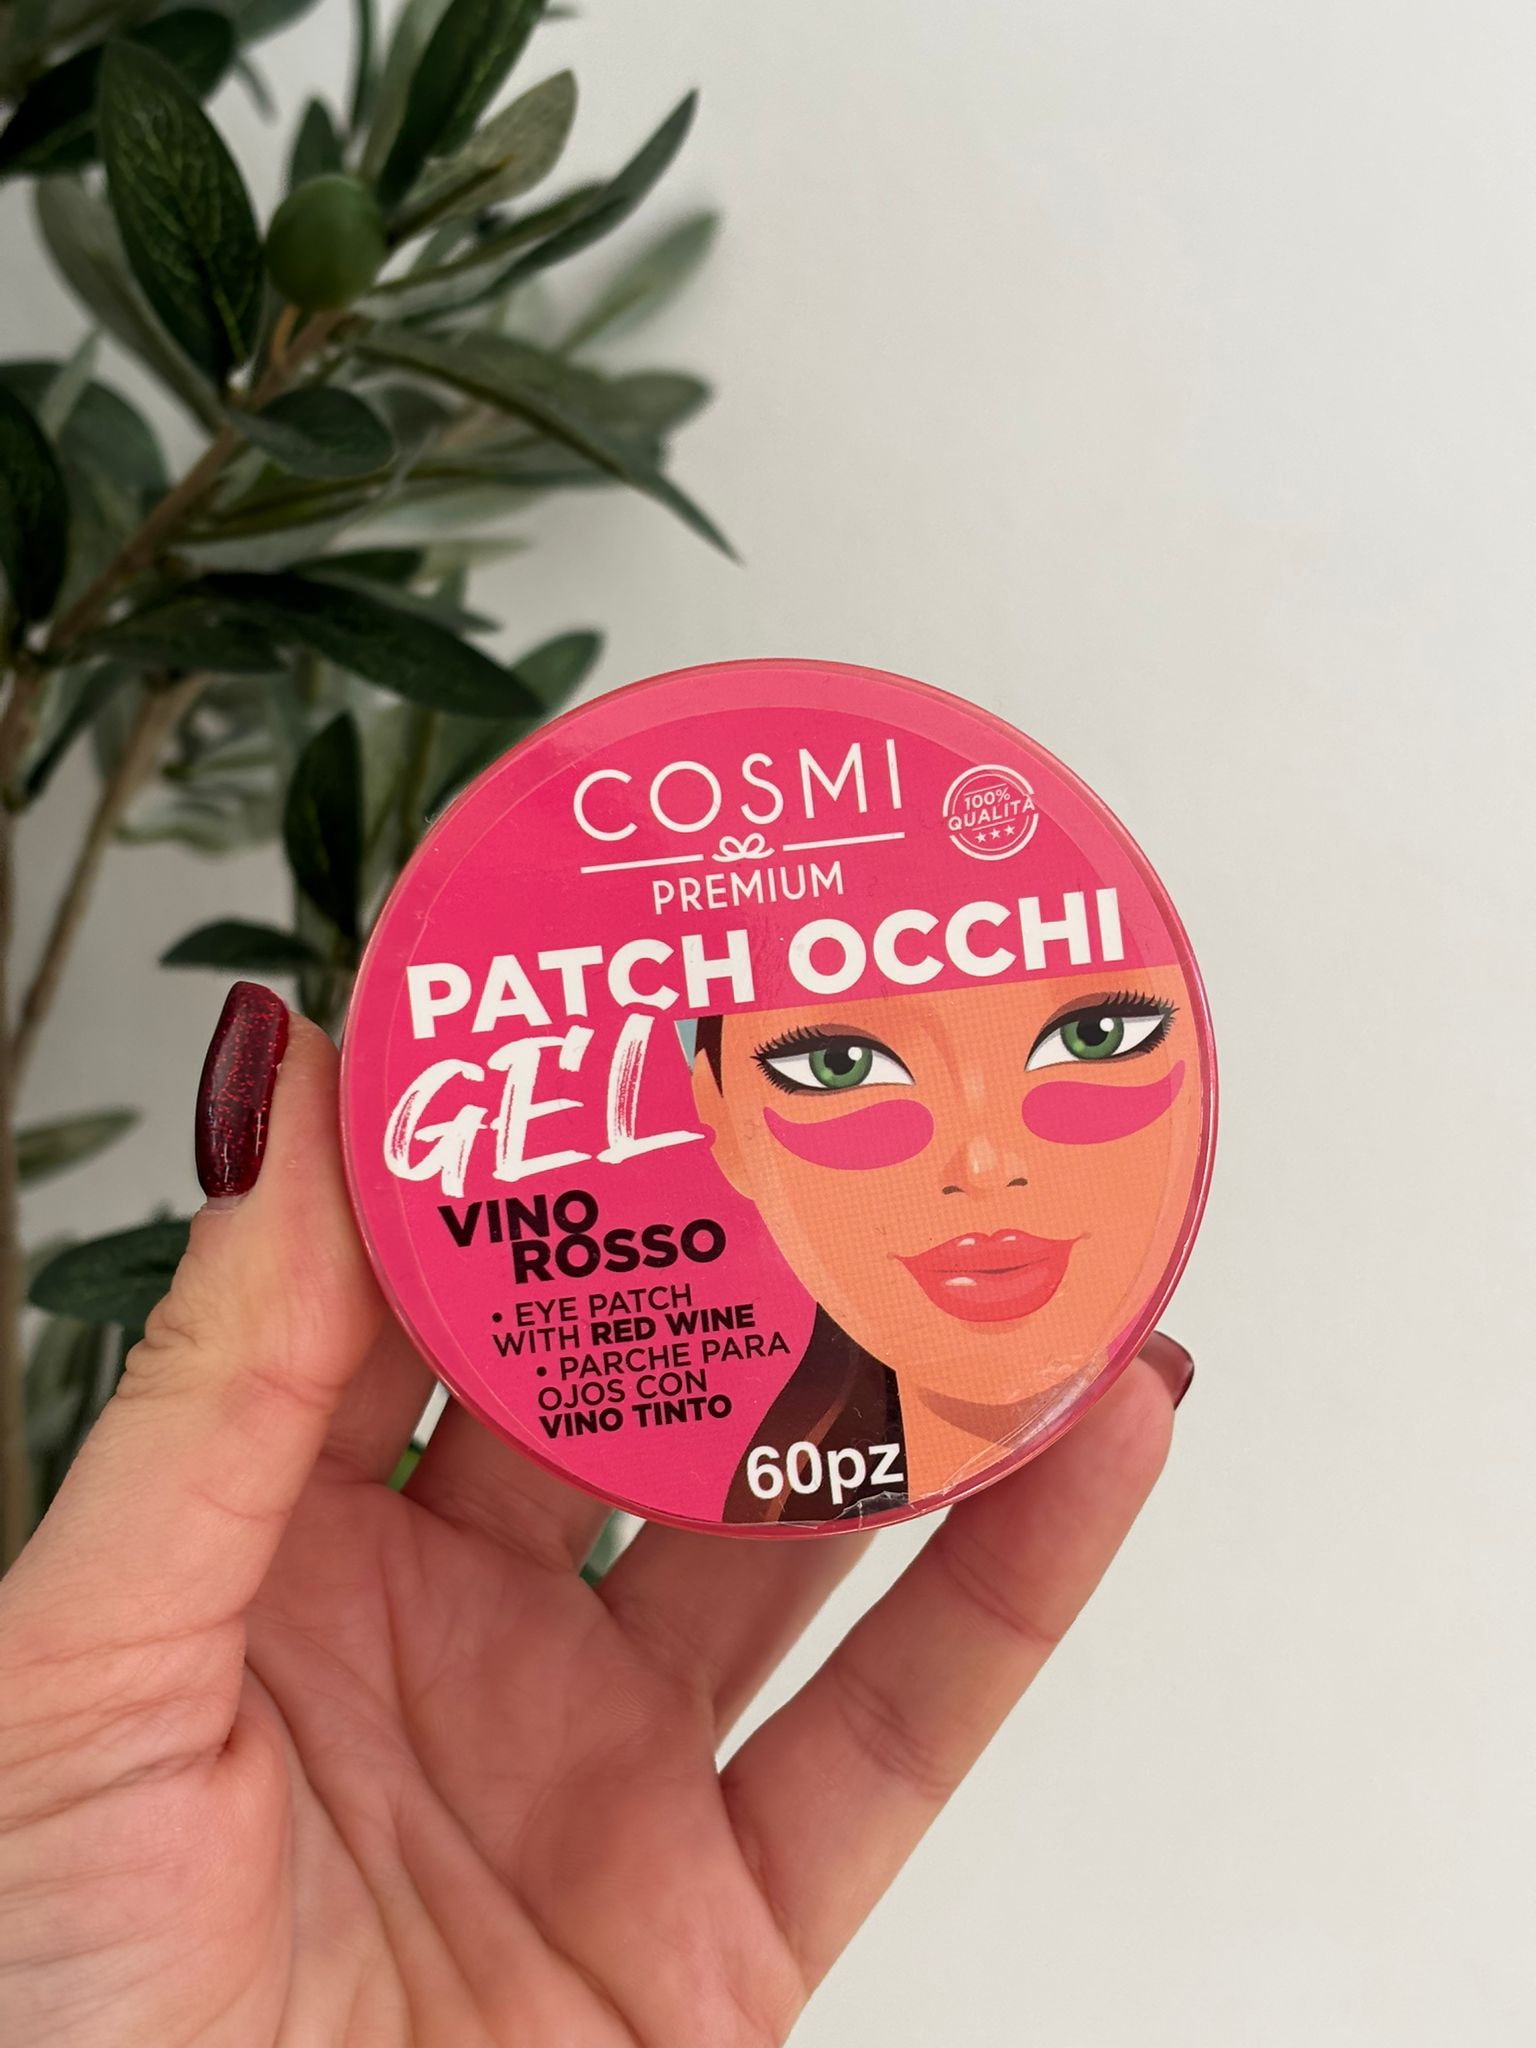 COSMI
PREMIUM
100%
QUALITÀ
PATCH OCCHI
GEL
VINO
ROSSO
• EYE PATCH
WITH RED WINE
• PARCHE PARA
OJOS CON
VINO TINTO
60pz